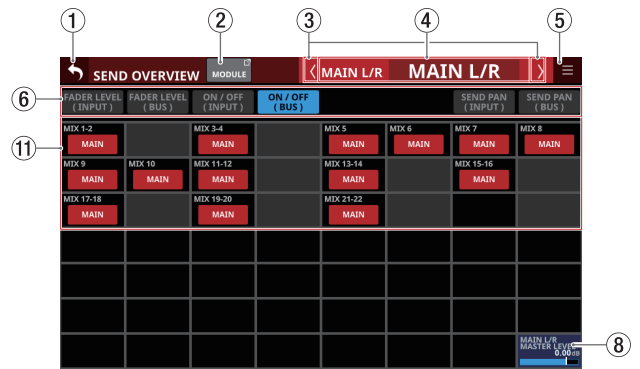 1 2 3 4 5
SEND OVERVIEW MODULE < MAIN L/R MAIN L/R >
6
FADER LEVEL FADER LEVEL ON / OFF ON / OFF SEND PAN SEND PAN
( INPUT ) ( BUS ) ( INPUT ) ( BUS ) ( INPUT ) ( BUS )
11
MIX 1-2 MIX 3-4 MIX 5 MIX 6 MIX 7 MIX 8
MAIN MAIN MAIN MAIN MAIN MAIN
MIX 9 MIX 10 MIX 11-12 MIX 13-14 MIX 15-16
MAIN MAIN MAIN MAIN MAIN
MIX 17-18 MIX 19-20 MIX 21-22
MAIN MAIN MAIN
MAIN L/R
MASTER LEVEL
0.00dB
8